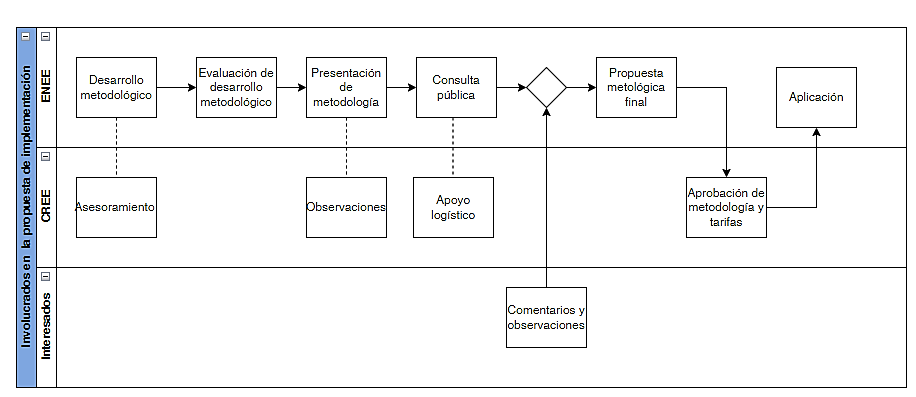 Involucrados en la propuesta de implementación
ENEE
Desarrollo
metodológico
Evaluación de
desarrollo
metodológico
Presentación
de
metodología
Consulta
pública
Propuesta
metológica
final
Aplicación
CREE
Asesoramiento
Observaciones
Apoyo
logístico
Aprobación de
metodología y
tarifas
Interesados
Comentarios y
observaciones